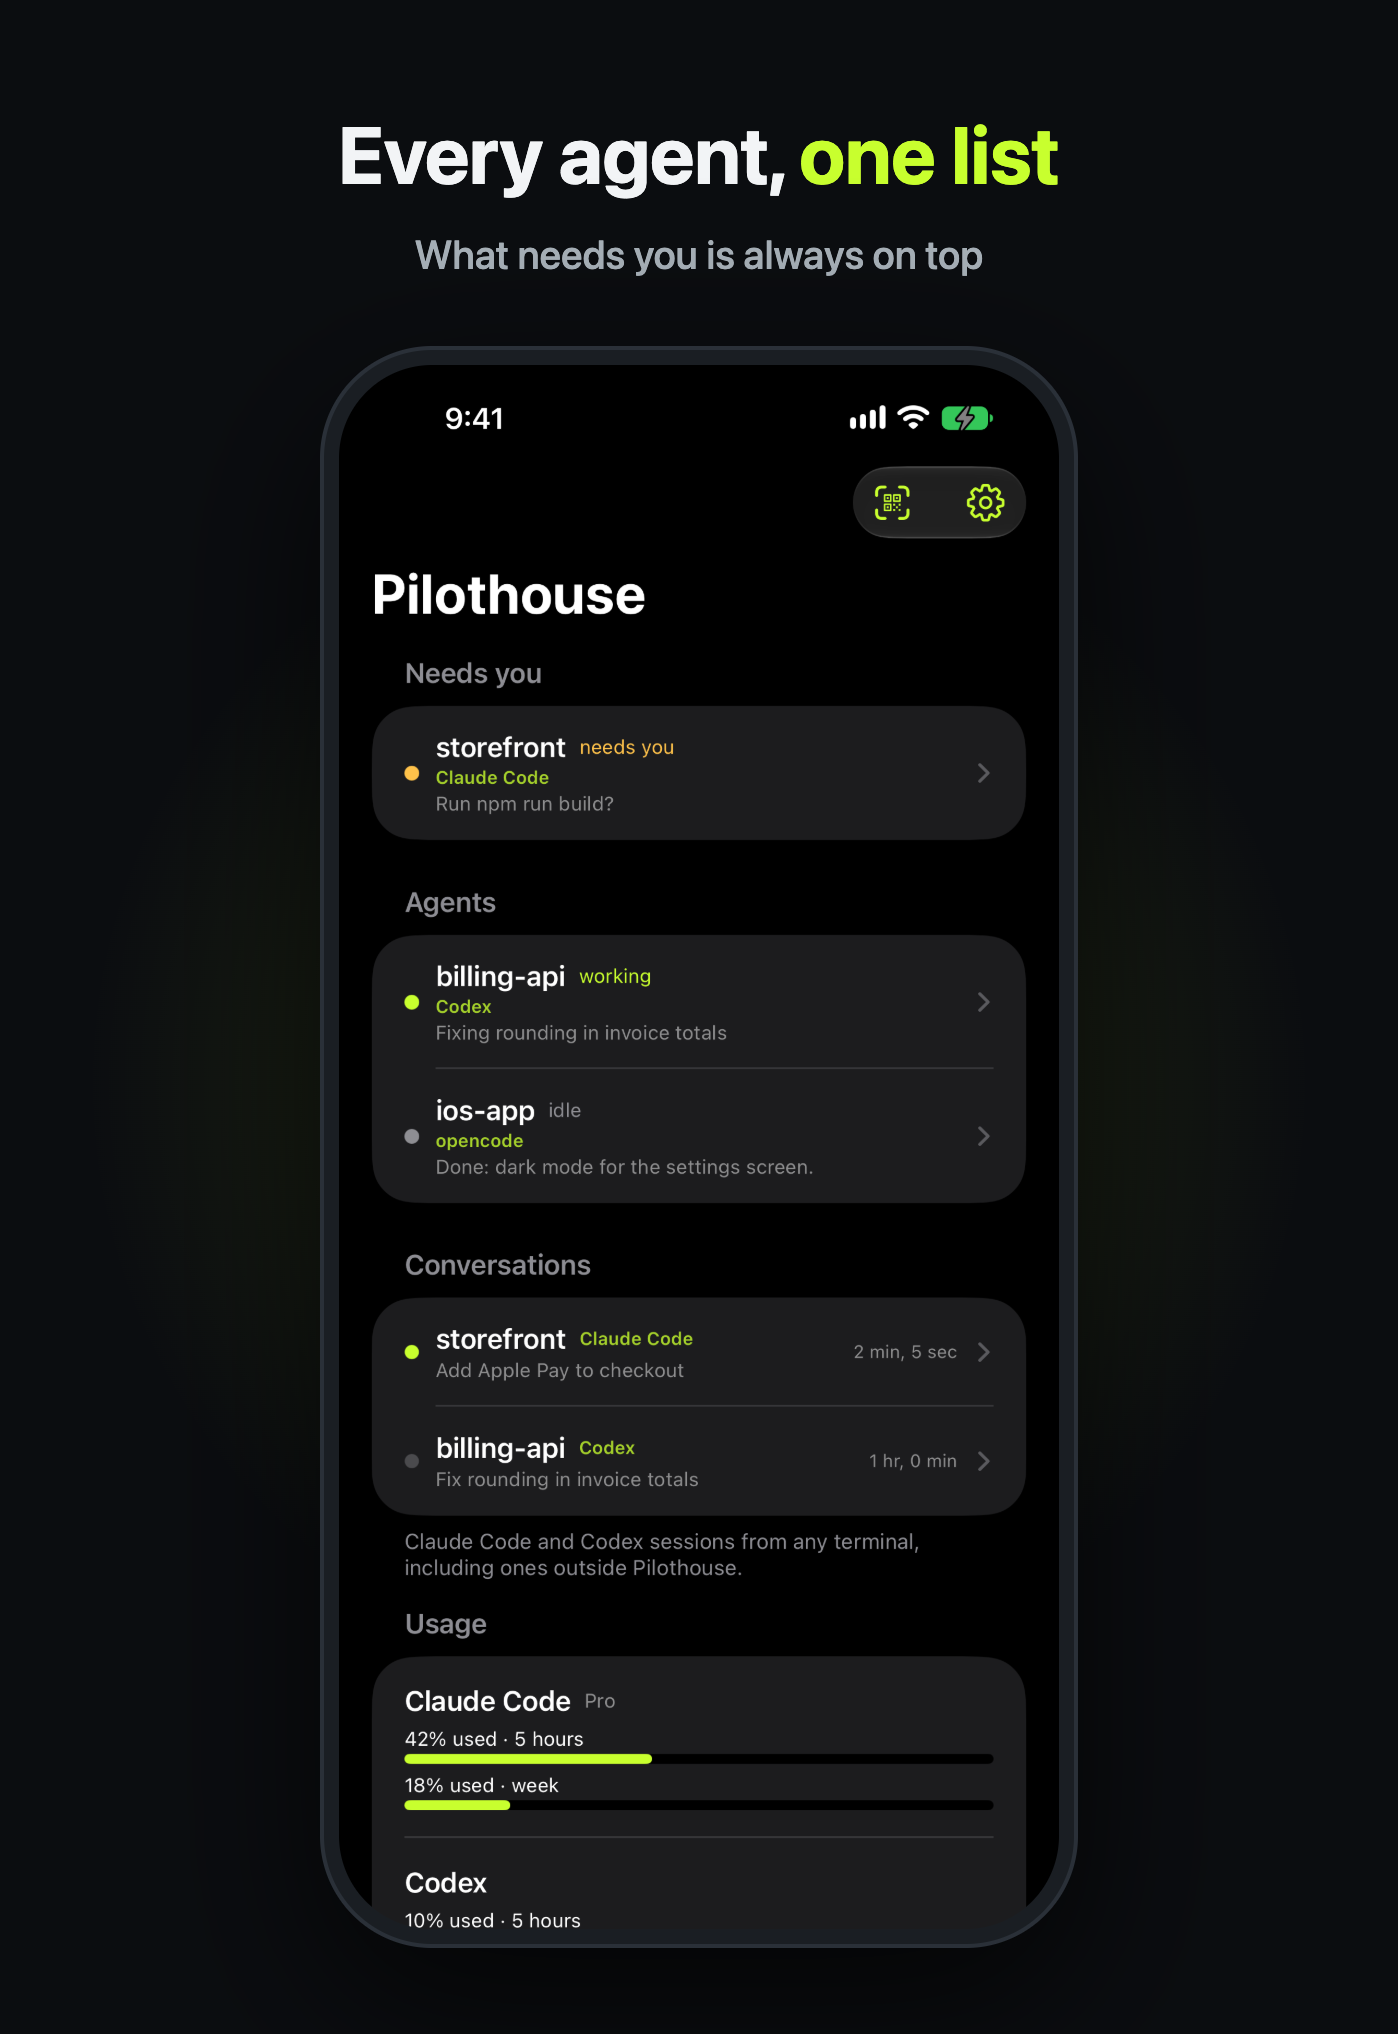 Every agent, one list
What needs you is always on top
9:41
Pilothouse
Needs you
storefront needs you
Claude Code
Run npm run build?
Agents
billing-api working
Codex
Fixing rounding in invoice totals
ios-app idle
opencode
Done: dark mode for the settings screen.
Conversations
storefront Claude Code
Add Apple Pay to checkout
2 min, 5 sec
billing-api Codex
Fix rounding in invoice totals
1 hr, 0 min
Claude Code and Codex sessions from any terminal,
including ones outside Pilothouse.
Usage
Claude Code Pro
42% used · 5 hours
18% used · week
Codex
10% used · 5 hours